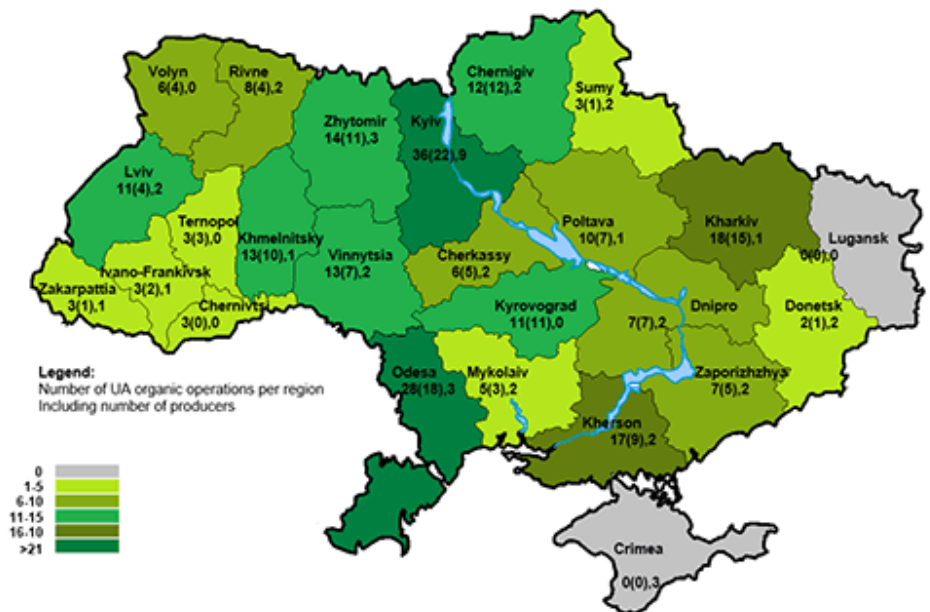 Volyn
6(4),0
Rivne
8(4),2
Zhytomir
14(11),3
Kyiv
36(22),9
Chernigiv
12(12),2
Sumy
3(1),2
Lviv
11(4),2
Ternopol
3(3),0
Khmelnitsky
13(10),1
Vinnytsia
13(7),2
Cherkassy
6(5),2
Poltava
10(7),1
Kharkiv
18(15),1
Lugansk
0(0),0
Zakarpattia
3(1),1
Ivano-Frankivsk
3(2),1
Chernivtsi
3(0),0
Kyrovograd
11(11),0
Dnipro
7(7),2
Donetsk
2(1),2
Odesa
28(18),3
Mykolaiv
5(3),2
Zaporizhzhya
7(5),2
Kherson
17(9),2
Crimea
0(0),3
Legend:
Number of UA organic operations per region
Including number of producers
0
1-5
6-10
11-15
16-10
>21